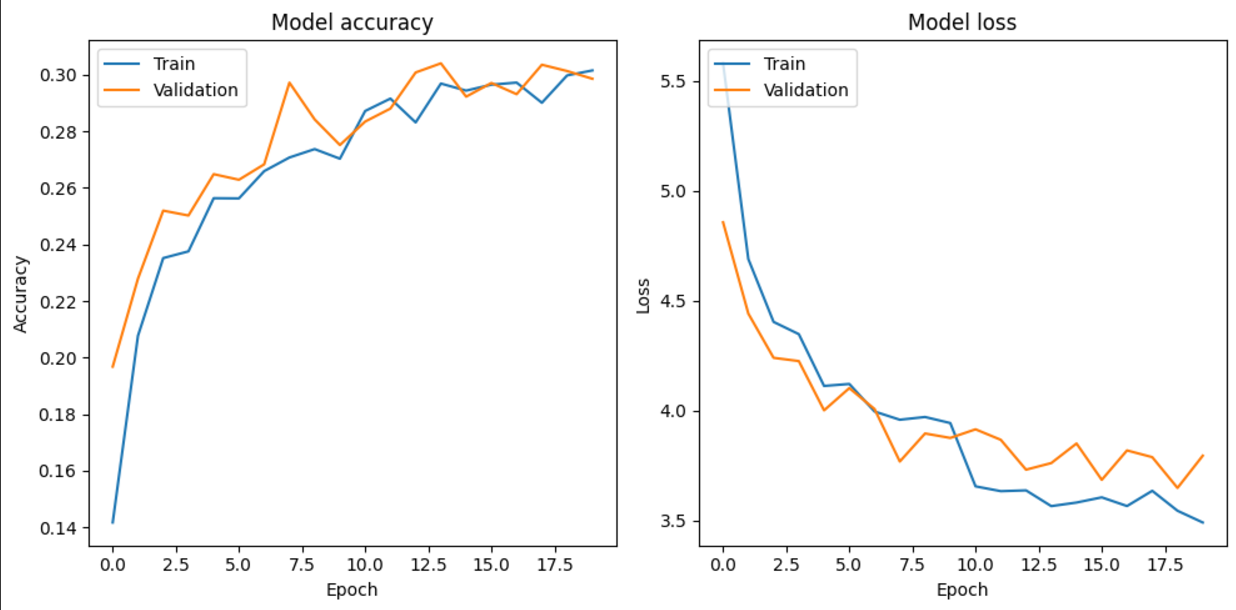 Model accuracy
Train
Validation
0.30
0.28
0.26
0.24
0.22
0.20
0.18
0.16
0.14
Accuracy
0.0 2.5 5.0 7.5 10.0 12.5 15.0 17.5
Epoch
Model loss
Train
Validation
5.5
5.0
4.5
4.0
3.5
Loss
0.0 2.5 5.0 7.5 10.0 12.5 15.0 17.5
Epoch